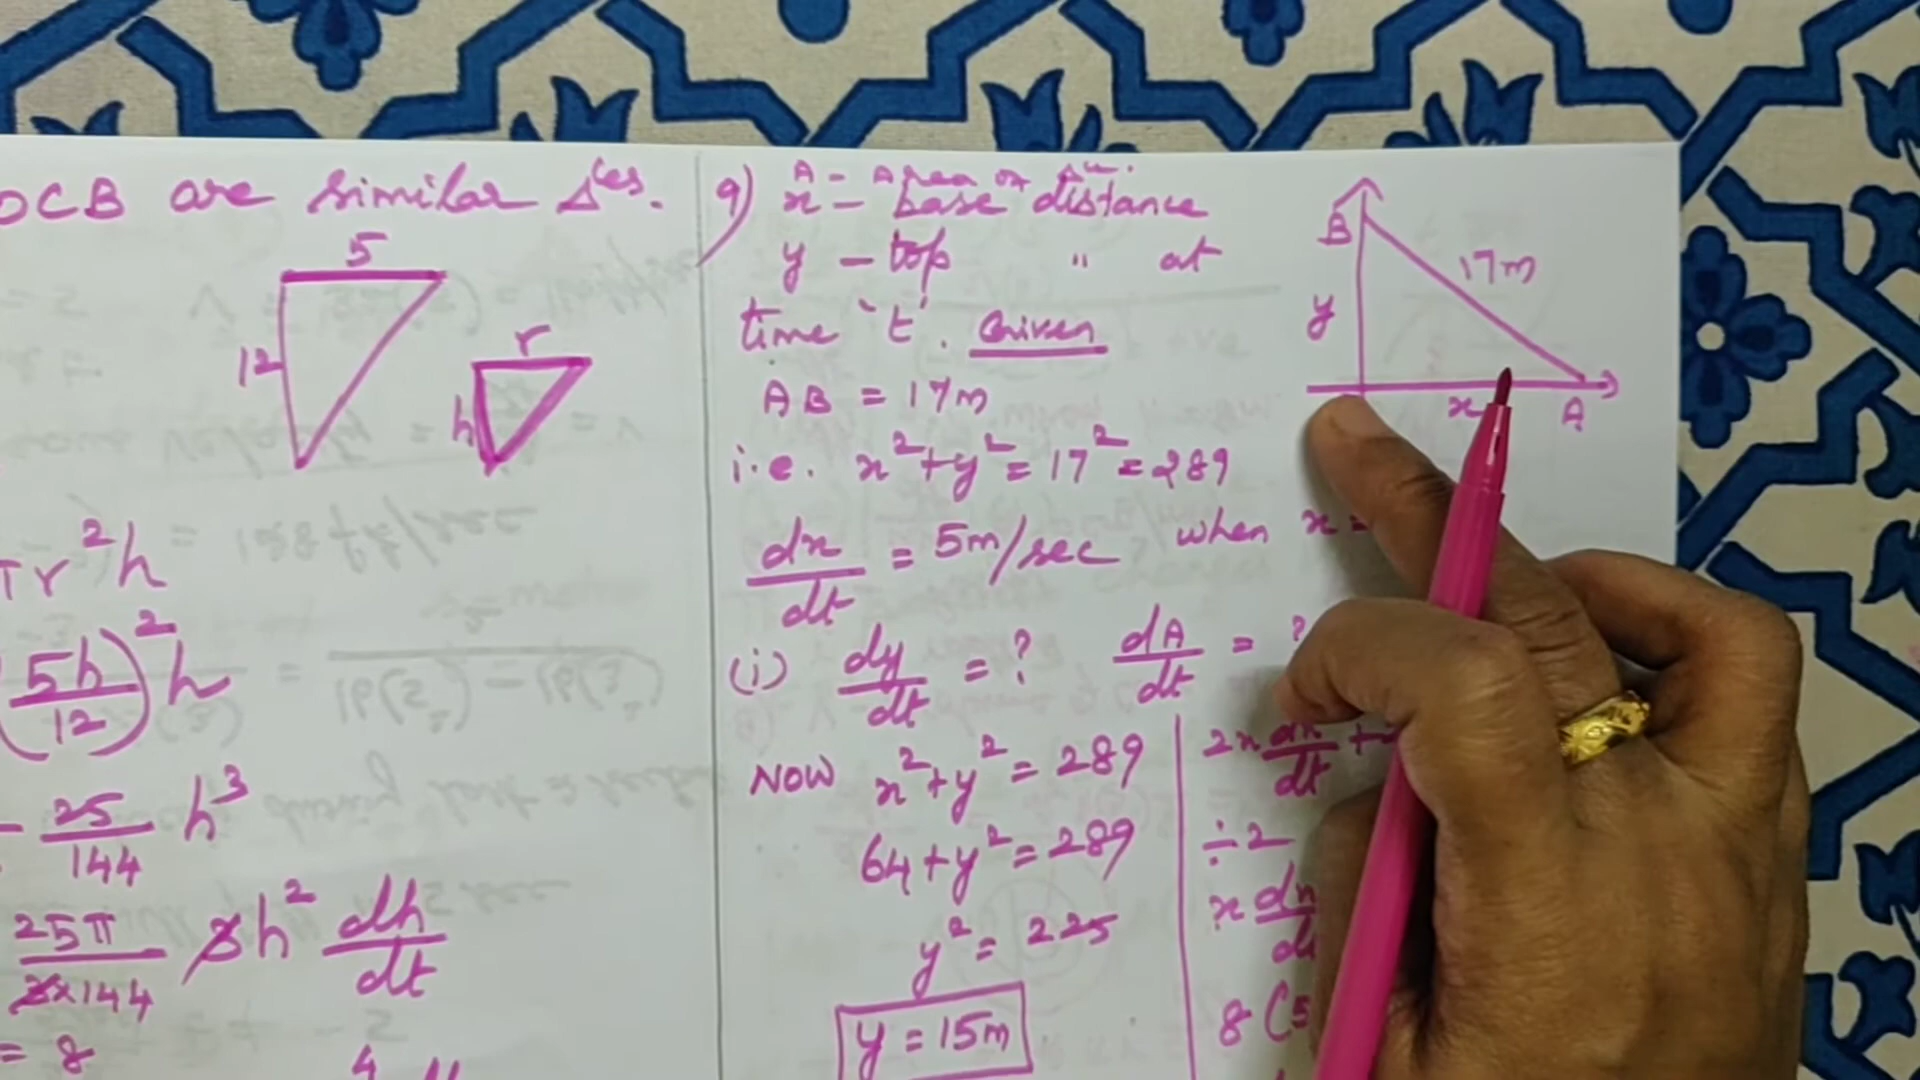 OCB are similar Δles.
5
12
r
h
πr²h
(5h/12)²h
25/144 h³
25π/3×144 3h² dh/dt
= 8
9) A - Area of Δle.
x - base distance
y - top " at
time 't'. Given
AB = 17m
i.e. x²+y² = 17² = 289
dx/dt = 5m/sec when x =
(i) dy/dt = ? dA/dt = ?
Now x²+y² = 289
64+y² = 289
y² = 225
y = 15m
2x dx/dt +
÷2
x dx/dt
8(5
B
17m
y
x
A